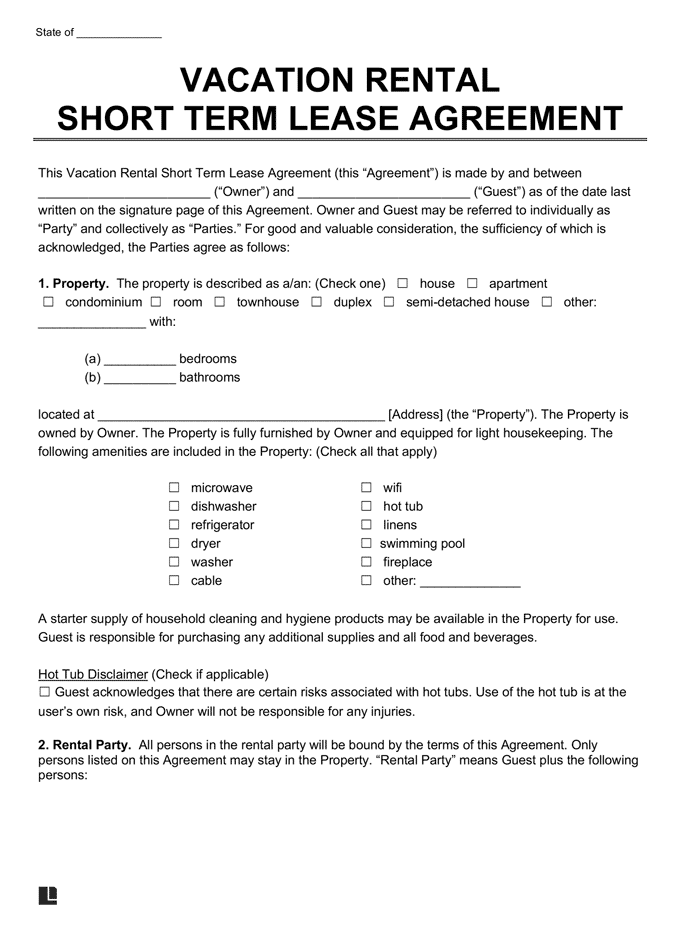 State of ______________
VACATION RENTAL
SHORT TERM LEASE AGREEMENT
This Vacation Rental Short Term Lease Agreement (this “Agreement”) is made by and between
________________________ (“Owner”) and ________________________ (“Guest”) as of the date last
written on the signature page of this Agreement. Owner and Guest may be referred to individually as
“Party” and collectively as “Parties.” For good and valuable consideration, the sufficiency of which is
acknowledged, the Parties agree as follows:
1. Property. The property is described as a/an: (Check one) ☐ house ☐ apartment
☐ condominium ☐ room ☐ townhouse ☐ duplex ☐ semi-detached house ☐ other:
_______________ with:
(a) __________ bedrooms
(b) __________ bathrooms
located at ________________________________________ [Address] (the “Property”). The Property is
owned by Owner. The Property is fully furnished by Owner and equipped for light housekeeping. The
following amenities are included in the Property: (Check all that apply)
☐ microwave ☐ wifi
☐ dishwasher ☐ hot tub
☐ refrigerator ☐ linens
☐ dryer ☐ swimming pool
☐ washer ☐ fireplace
☐ cable ☐ other: ______________
A starter supply of household cleaning and hygiene products may be available in the Property for use.
Guest is responsible for purchasing any additional supplies and all food and beverages.
Hot Tub Disclaimer (Check if applicable)
☐ Guest acknowledges that there are certain risks associated with hot tubs. Use of the hot tub is at the
user’s own risk, and Owner will not be responsible for any injuries.
2. Rental Party. All persons in the rental party will be bound by the terms of this Agreement. Only
persons listed on this Agreement may stay in the Property. “Rental Party” means Guest plus the following
persons: